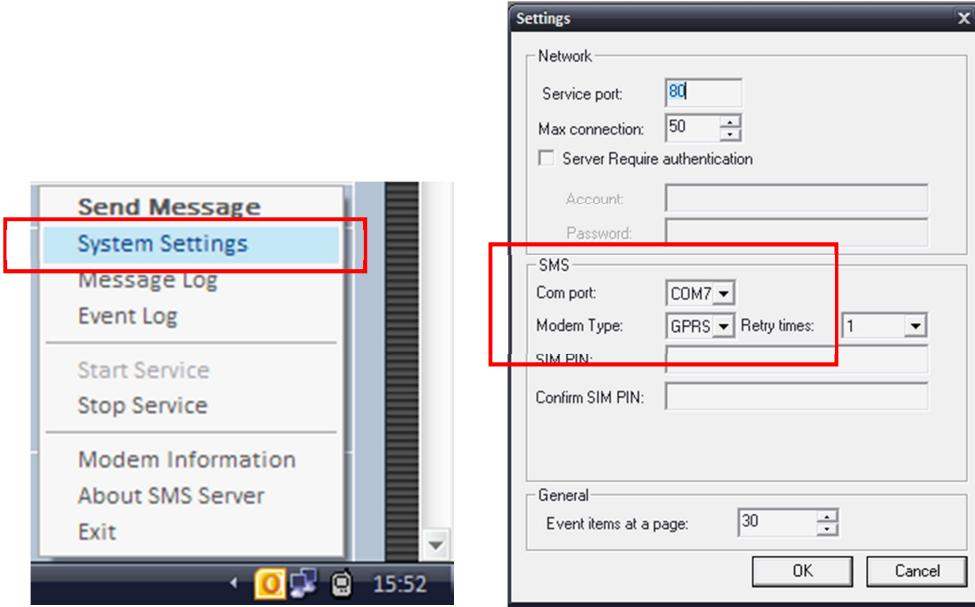 Send Message
System Settings
Message Log
Event Log
Start Service
Stop Service
Modem Information
About SMS Server
Exit
15:52
Settings
Network
Service port: 80
Max connection: 50
Server Require authentication
Account:
Password:
SMS
Com port: COM7
Modem Type: GPRS Retry times: 1
SIM PIN:
Confirm SIM PIN:
General
Event items at a page: 30
OK Cancel